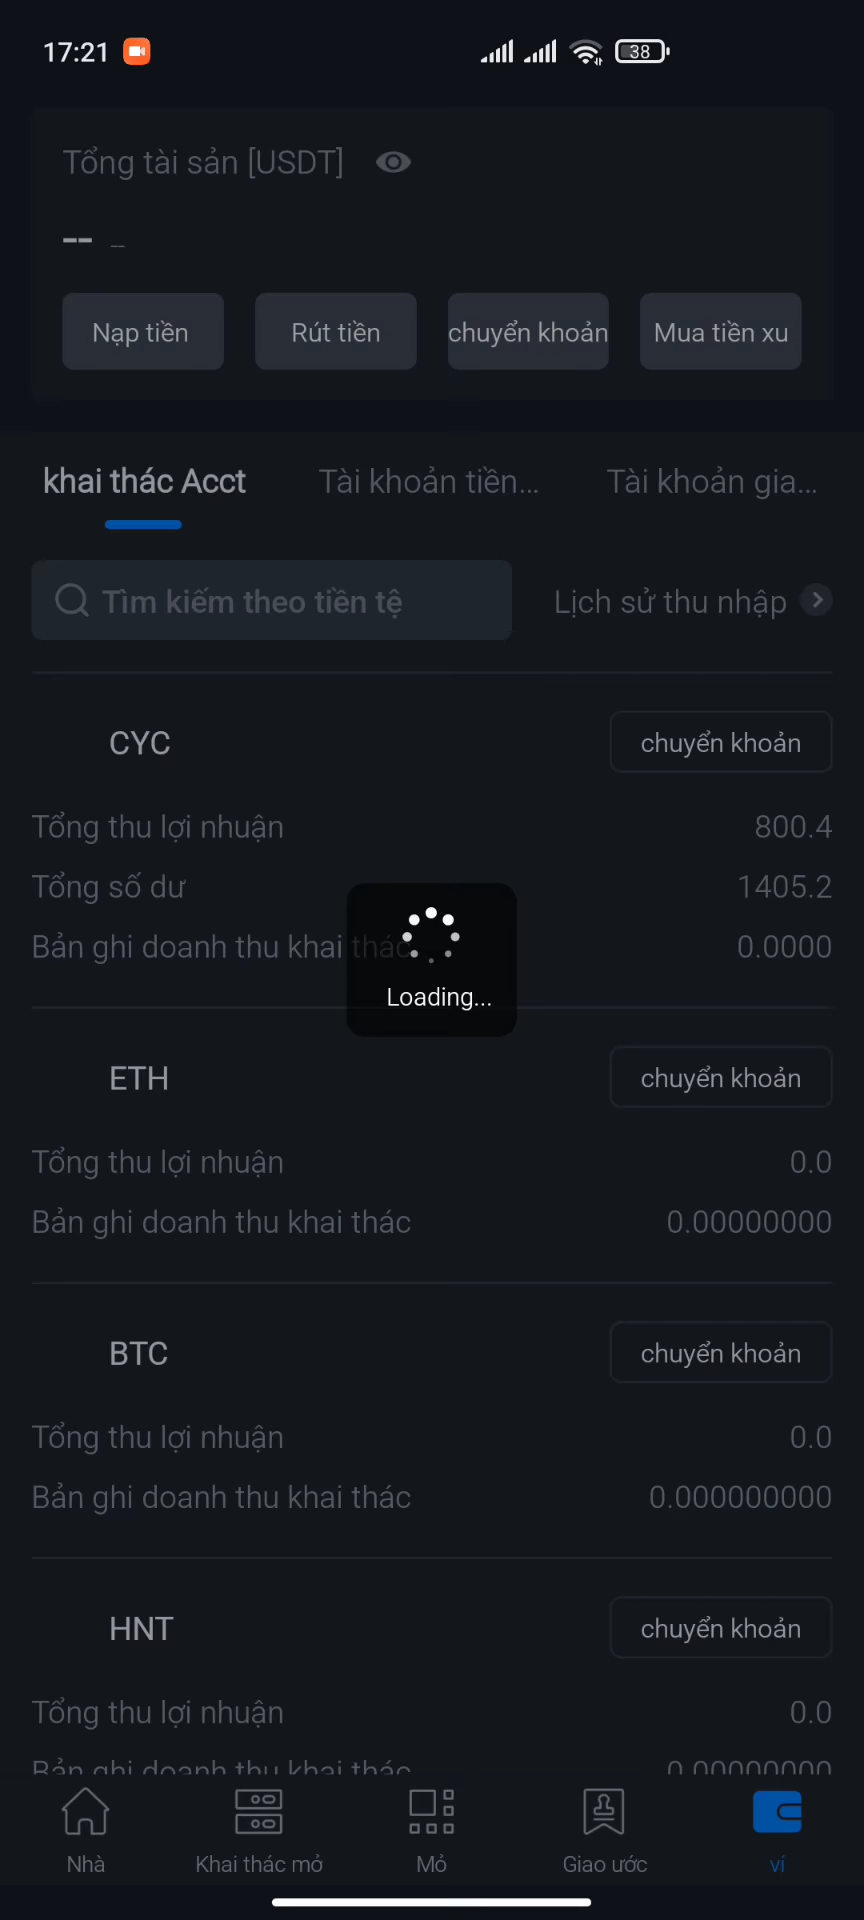 17:21
38
Tổng tài sản [USDT]
-- --
Nạp tiền
Rút tiền
chuyển khoản
Mua tiền xu
khai thác Acct
Tài khoản tiền...
Tài khoản gia...
Tìm kiếm theo tiền tệ
Lịch sử thu nhập
CYC
chuyển khoản
Tổng thu lợi nhuận
800.4
Tổng số dư
1405.2
Bản ghi doanh thu khai thác
0.0000
Loading...
ETH
chuyển khoản
Tổng thu lợi nhuận
0.0
Bản ghi doanh thu khai thác
0.00000000
BTC
chuyển khoản
Tổng thu lợi nhuận
0.0
Bản ghi doanh thu khai thác
0.000000000
HNT
chuyển khoản
Tổng thu lợi nhuận
0.0
Bản ghi doanh thu khai thác
0.00000000
Nhà
Khai thác mỏ
Mỏ
Giao ước
ví